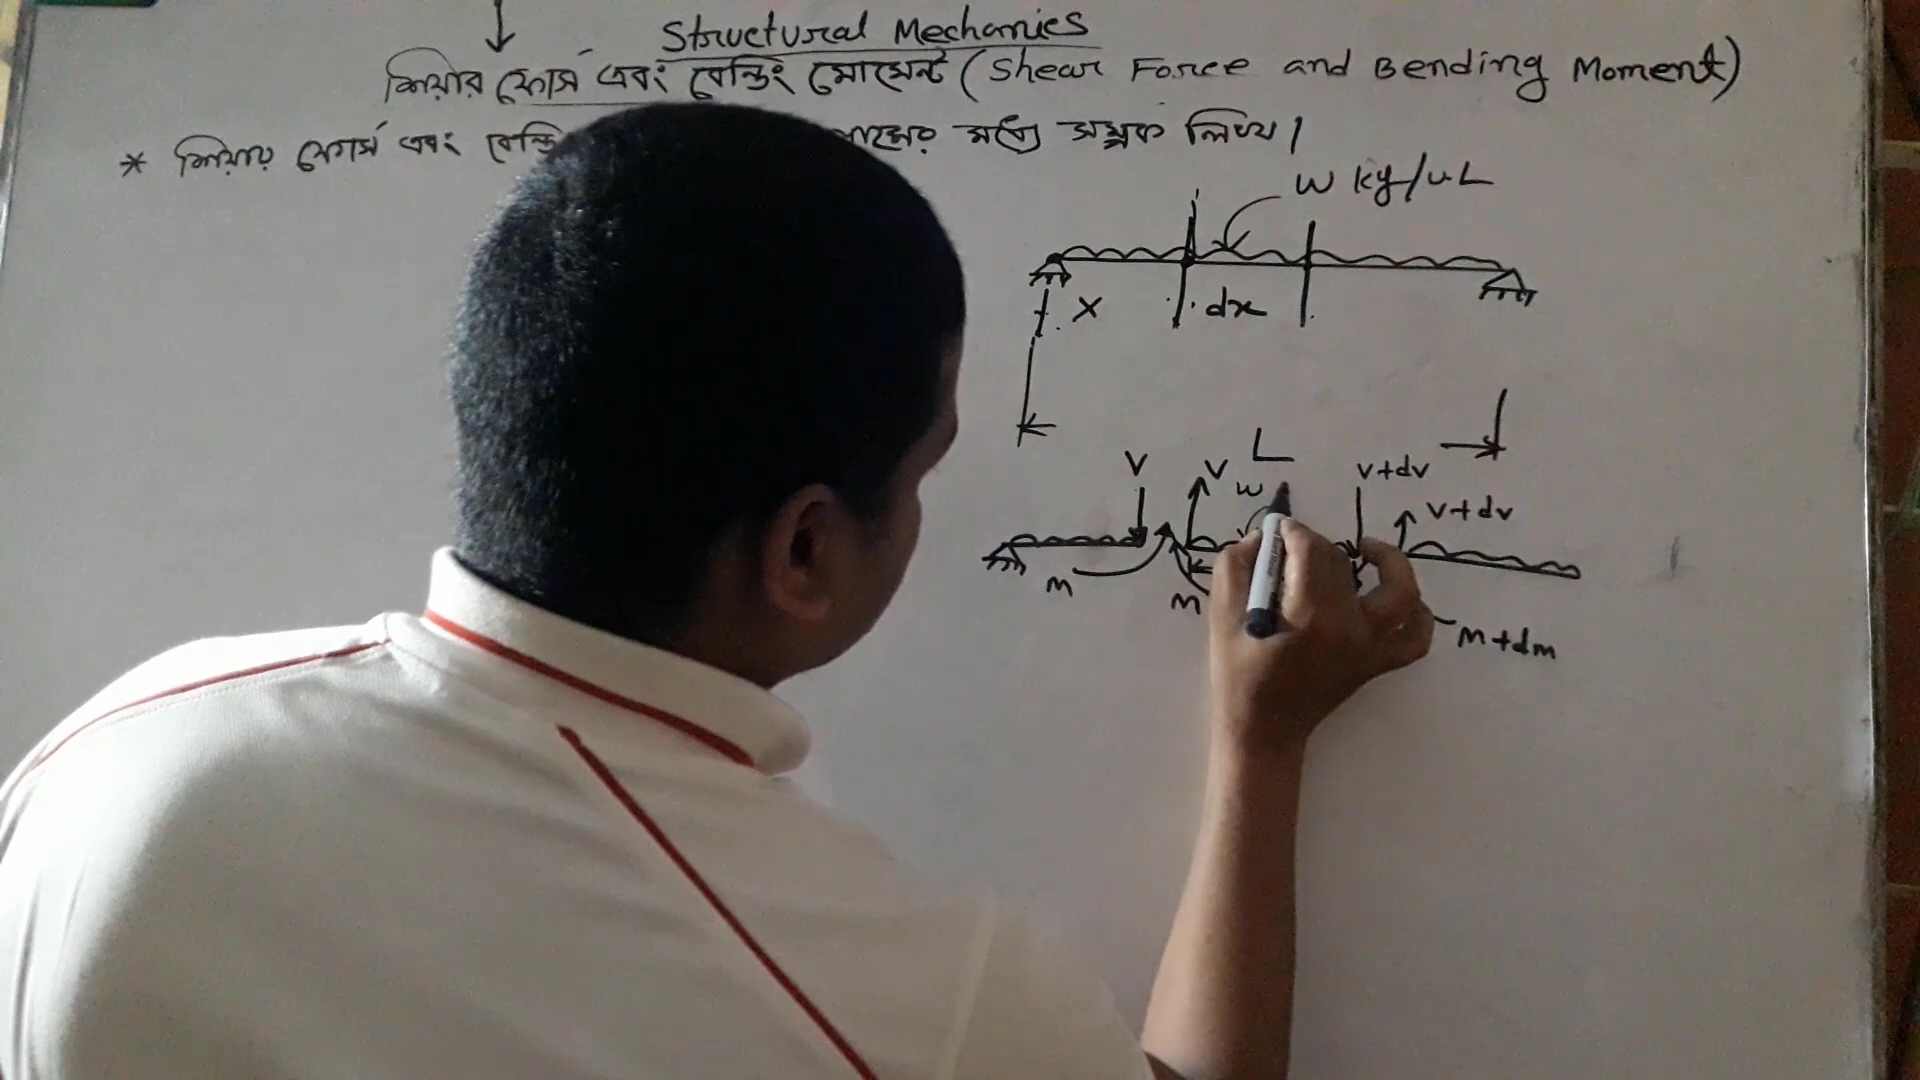 Structural Mechanics
শিয়ার ফোর্স এবং বেন্ডিং মোমেন্ট (Shear Force and Bending Moment)
* শিয়ার ফোর্স এবং মধ্যে সম্পর্ক লিখ।
W kg/uL
X dx
L
V V W V+dv V+dv
M M M+dm